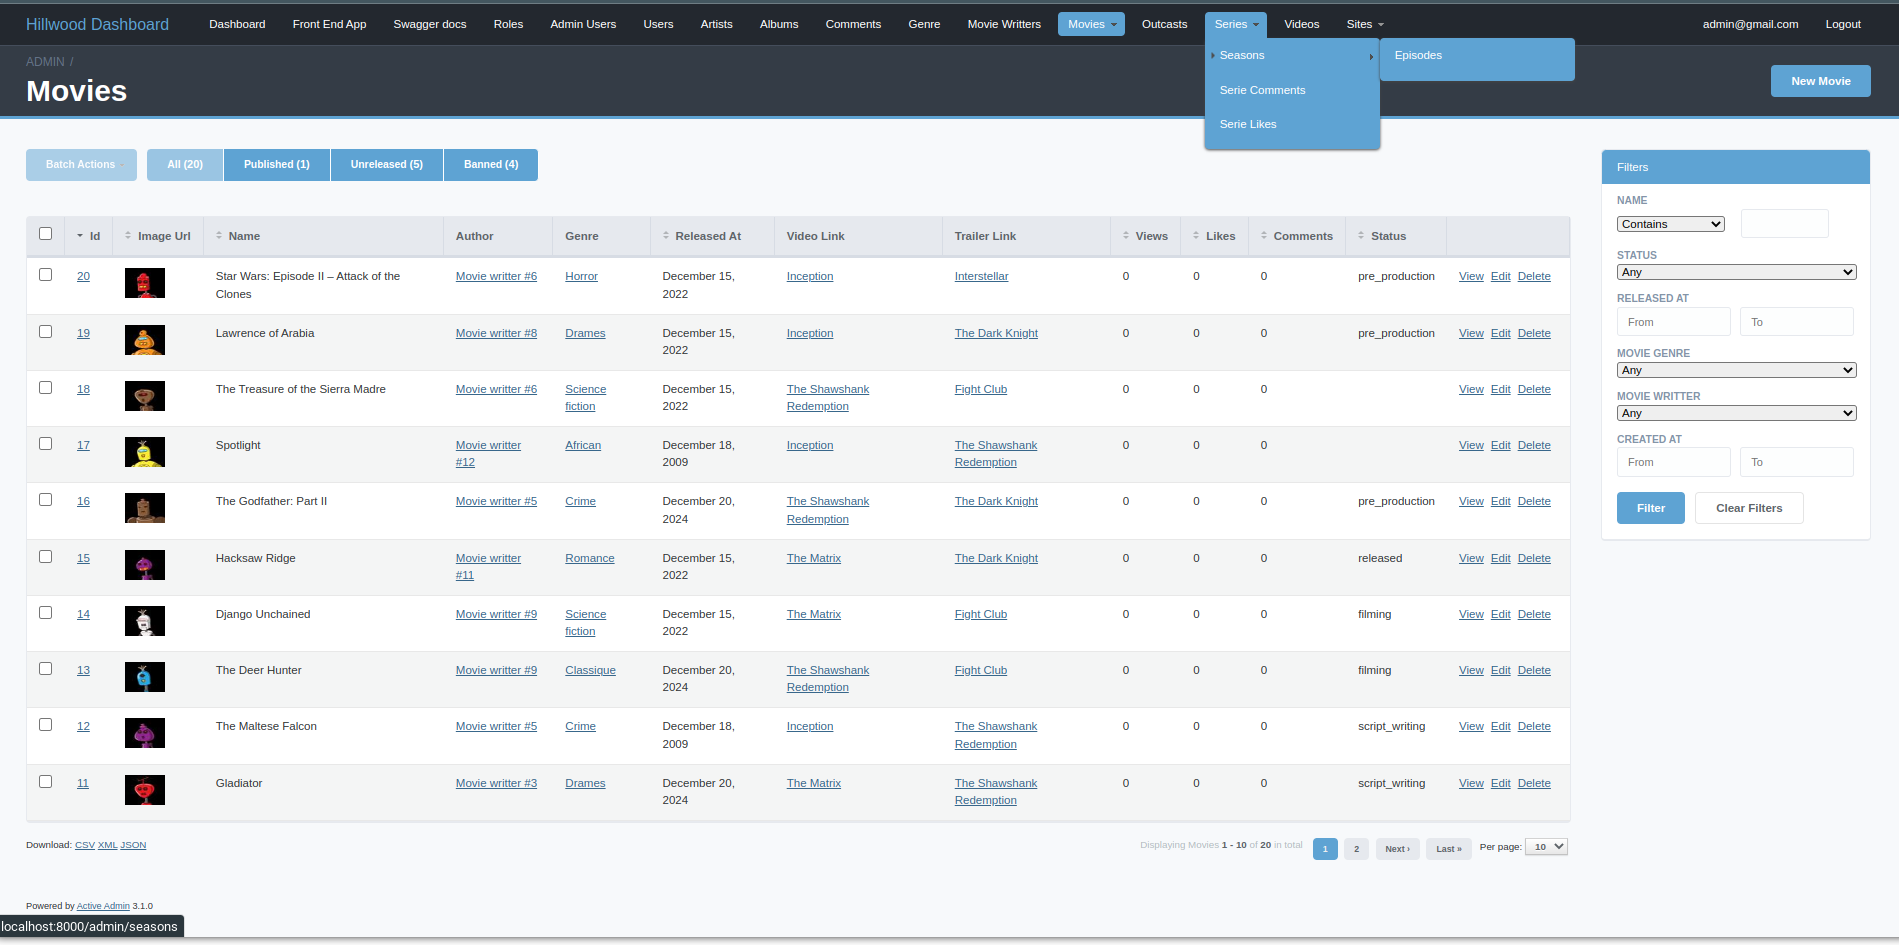 Hillwood Dashboard Dashboard Front End App Swagger docs Roles Admin Users Users Artists Albums Comments Genre Movie Writters Movies Outcasts Series Videos Sites admin@gmail.com Logout
Seasons Episodes
Serie Comments
Serie Likes
ADMIN /
Movies
New Movie
Batch Actions All (20) Published (1) Unreleased (5) Banned (4)
Id Image Url Name Author Genre Released At Video Link Trailer Link Views Likes Comments Status
20 Star Wars: Episode II – Attack of the Movie writter #6 Horror December 15, Inception Interstellar 0 0 0 pre_production View Edit Delete
Clones 2022
19 Lawrence of Arabia Movie writter #8 Drames December 15, Inception The Dark Knight 0 0 0 pre_production View Edit Delete
2022
18 The Treasure of the Sierra Madre Movie writter #6 Science December 15, The Shawshank Fight Club 0 0 0 View Edit Delete
fiction 2022 Redemption
17 Spotlight Movie writter African December 18, Inception The Shawshank 0 0 0 View Edit Delete
#12 2009 Redemption
16 The Godfather: Part II Movie writter #5 Crime December 20, The Shawshank The Dark Knight 0 0 0 pre_production View Edit Delete
2024 Redemption
15 Hacksaw Ridge Movie writter Romance December 15, The Matrix The Dark Knight 0 0 0 released View Edit Delete
#11 2022
14 Django Unchained Movie writter #9 Science December 15, The Matrix Fight Club 0 0 0 filming View Edit Delete
fiction 2022
13 The Deer Hunter Movie writter #9 Classique December 20, The Shawshank Fight Club 0 0 0 filming View Edit Delete
2024 Redemption
12 The Maltese Falcon Movie writter #5 Crime December 18, Inception The Shawshank 0 0 0 script_writing View Edit Delete
2009 Redemption
11 Gladiator Movie writter #3 Drames December 20, The Matrix The Shawshank 0 0 0 script_writing View Edit Delete
2024 Redemption
Download: CSV XML JSON
Displaying Movies 1 - 10 of 20 in total 1 2 Next › Last » Per page: 10
Filters
NAME
Contains
STATUS
Any
RELEASED AT
From To
MOVIE GENRE
Any
MOVIE WRITTER
Any
CREATED AT
From To
Filter Clear Filters
Powered by Active Admin 3.1.0
localhost:8000/admin/seasons